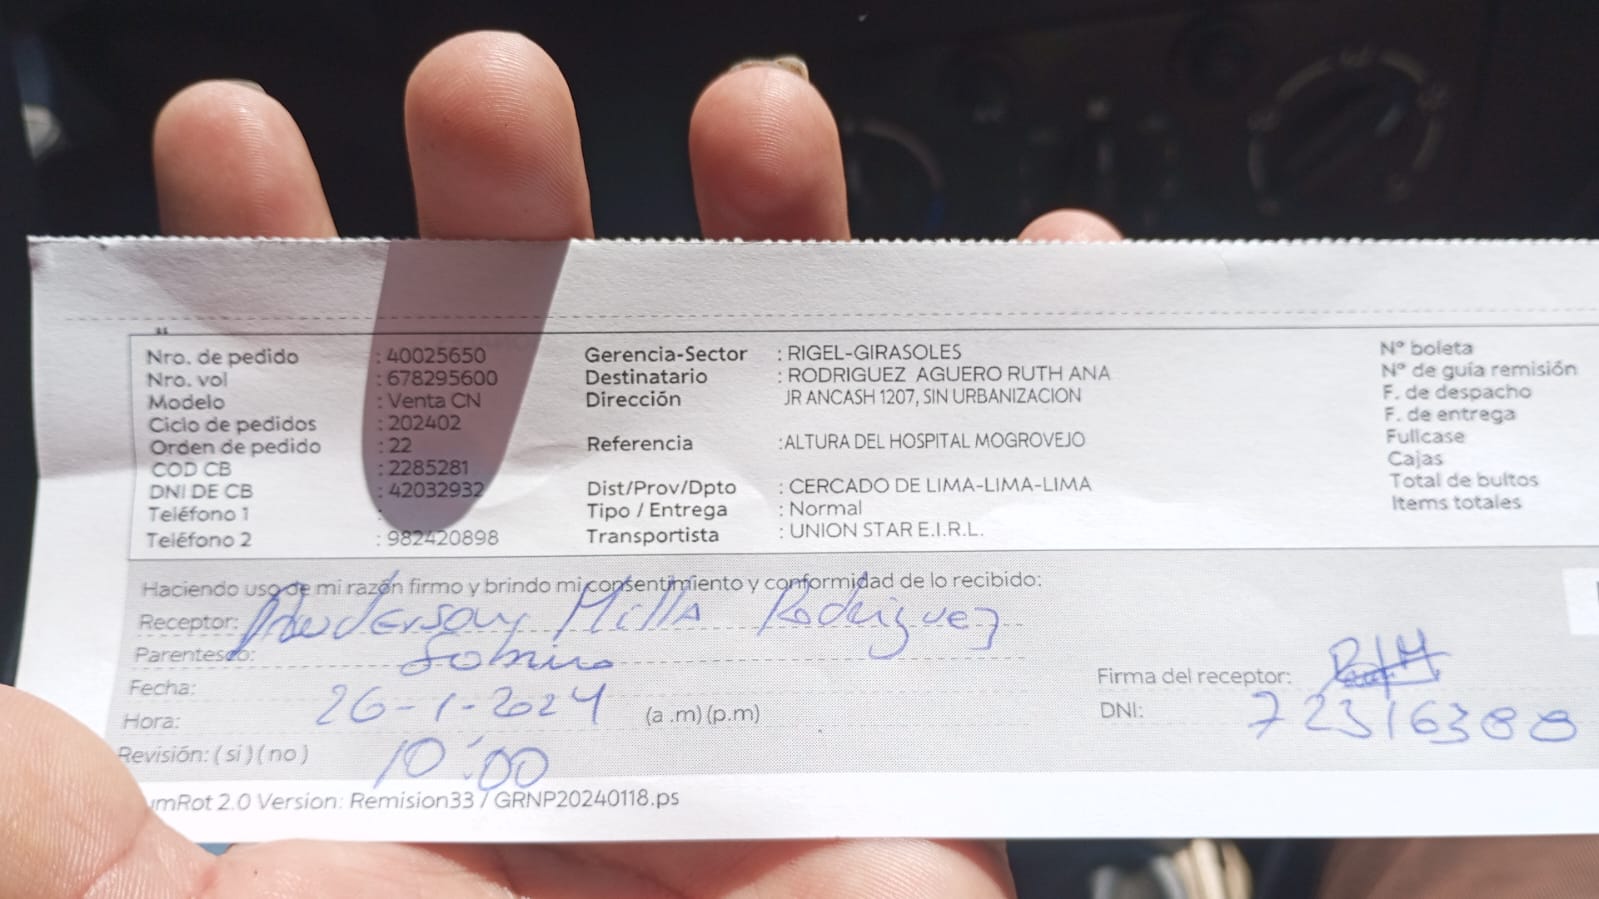 Nro. de pedido : 40025650 Gerencia-Sector : RIGEL-GIRASOLES N° boleta
Nro. vol : 678295600 Destinatario : RODRIGUEZ AGUERO RUTH ANA N° de guía remisión
Modelo : Venta CN Dirección JR ANCASH 1207, SIN URBANIZACION F. de despacho
Ciclo de pedidos : 202402 F. de entrega
Orden de pedido : 22 Referencia :ALTURA DEL HOSPITAL MOGROVEJO Fullcase
COD CB : 2285281 Cajas
DNI DE CB : 42032932 Dist/Prov/Dpto : CERCADO DE LIMA-LIMA-LIMA Total de bultos
Teléfono 1 : Tipo / Entrega : Normal Items totales
Teléfono 2 : 982420898 Transportista : UNION STAR E.I.R.L.
Haciendo uso de mi razón firmo y brindo mi consentimiento y conformidad de lo recibido:
Receptor: Anderson Milla Rodriguez
Parentesco: Sobrino
Firma del receptor:
Fecha: 26-1-2024
DNI: 72316388
Hora: 10:00 (a .m) (p.m)
Revisión: ( si ) ( no )
umRot 2.0 Version: Remision33 / GRNP20240118.ps